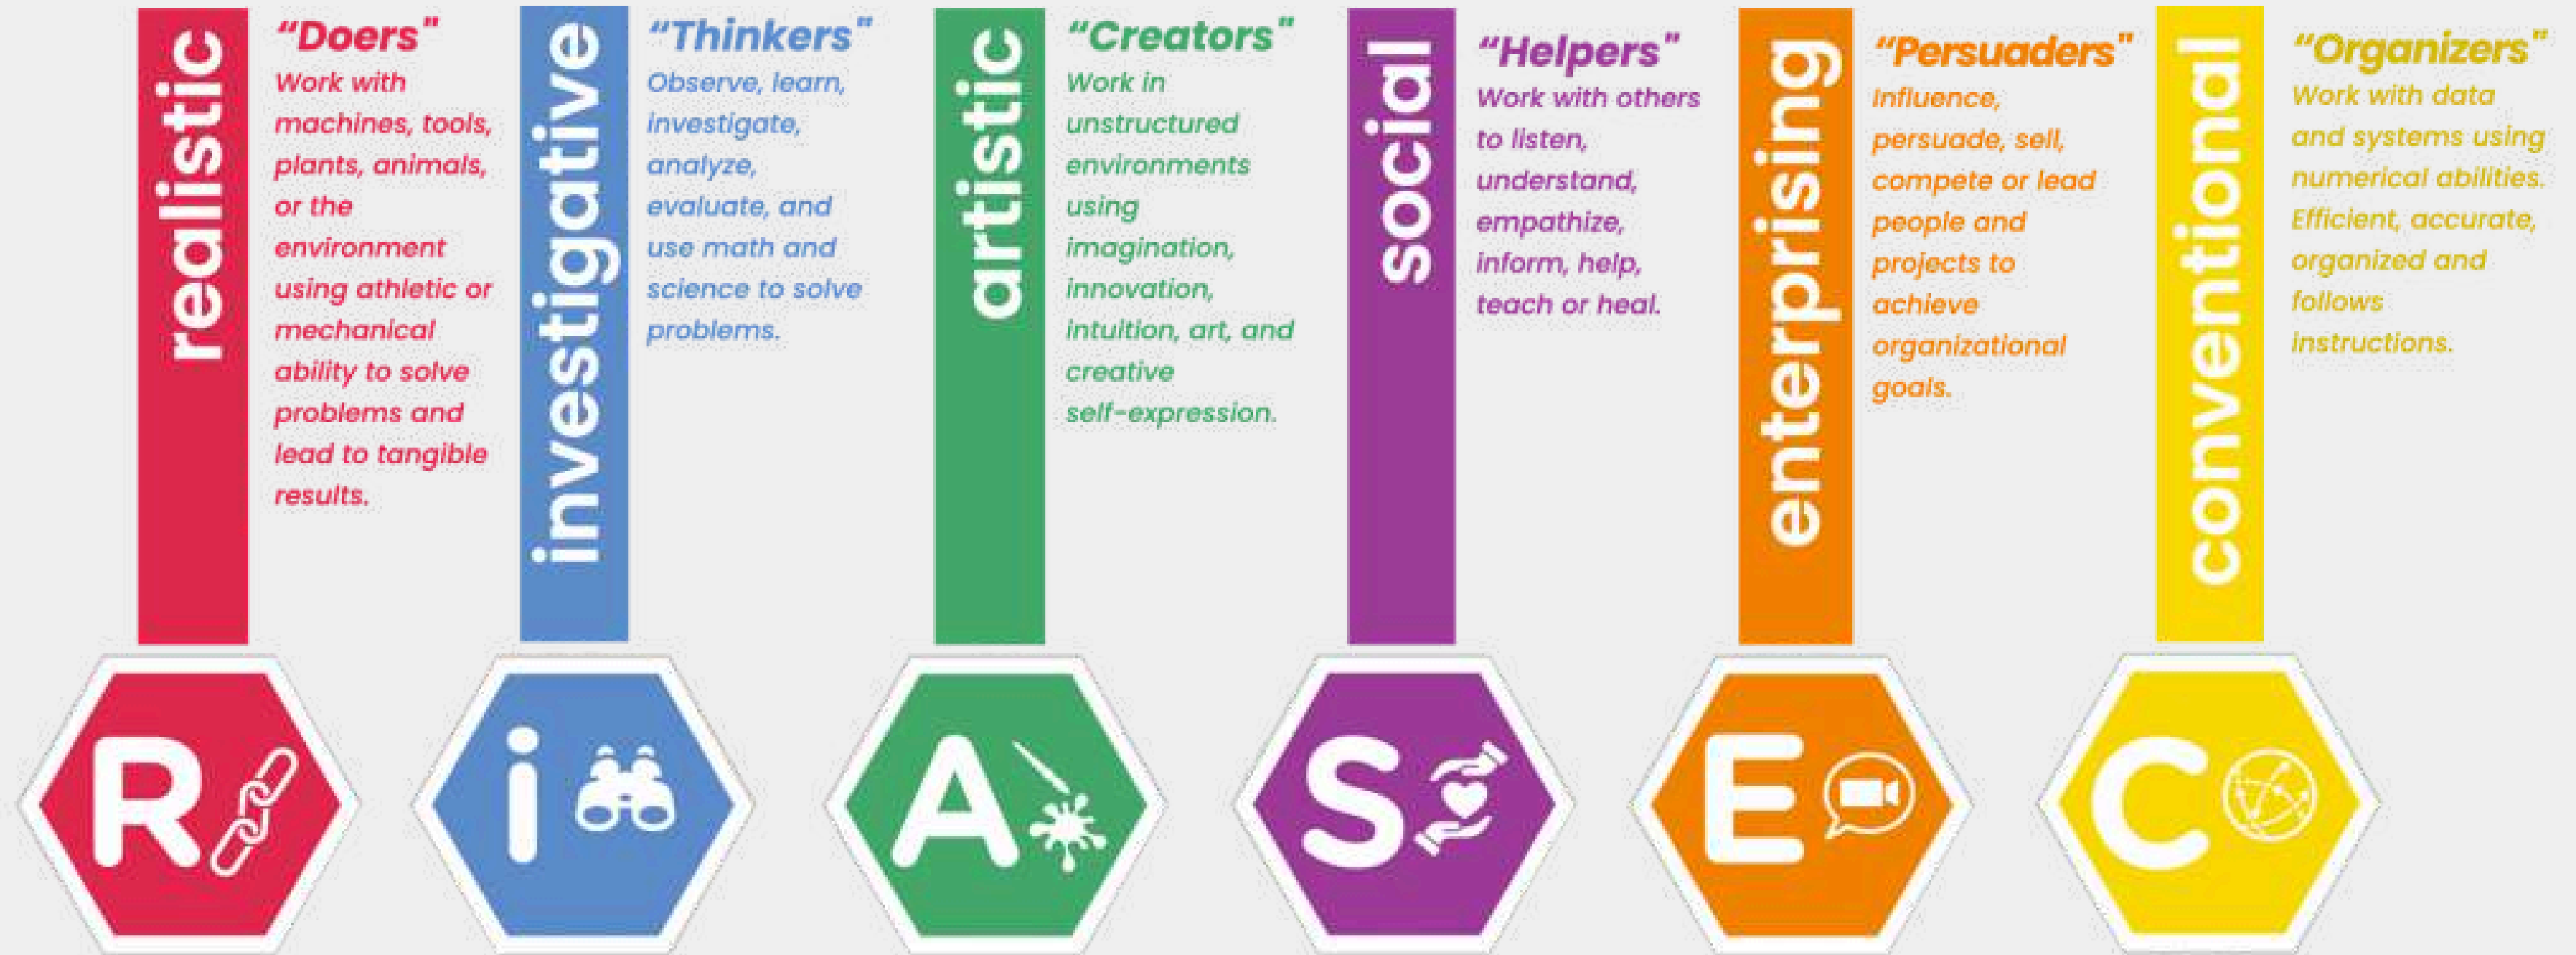 realistic
“Doers"
Work with
machines, tools,
plants, animals,
or the
environment
using athletic or
mechanical
ability to solve
problems and
lead to tangible
results.
investigative
“Thinkers"
Observe, learn,
investigate,
analyze,
evaluate, and
use math and
science to solve
problems.
artistic
“Creators"
Work in
unstructured
environments
using
imagination,
innovation,
intuition, art, and
creative
self-expression.
social
“Helpers"
Work with others
to listen,
understand,
empathize,
inform, help,
teach or heal.
enterprising
“Persuaders"
Influence,
persuade, sell,
compete or lead
people and
projects to
achieve
organizational
goals.
conventional
“Organizers"
Work with data
and systems using
numerical abilities.
Efficient, accurate,
organized and
follows
instructions.
R
i
A
S
E
C